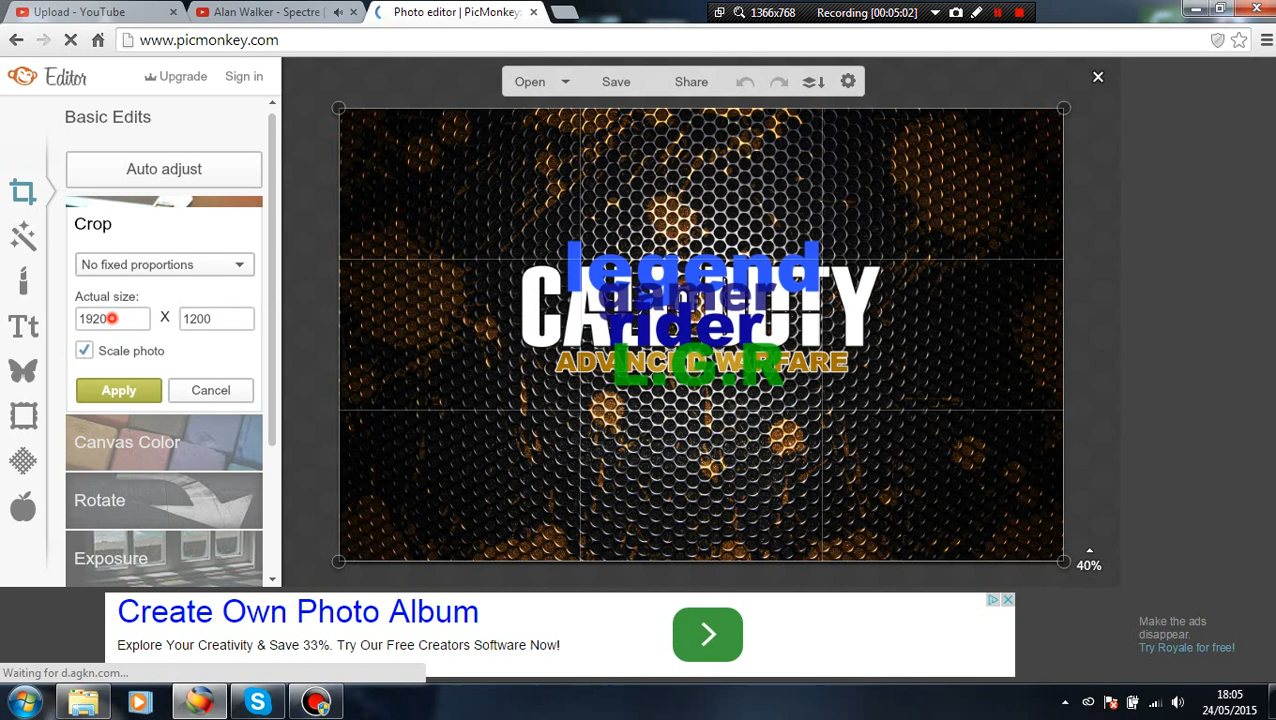 Upload - YouTube
Alan Walker - Spectre [
Photo editor | PicMonkey:
1366x768
Recording [00:05:02]
www.picmonkey.com
Editor
Upgrade
Sign in
Open
Save
Share
Basic Edits
Auto adjust
Crop
No fixed proportions
Actual size:
1920
X
1200
Scale photo
Apply
Cancel
Canvas Color
Rotate
Exposure
Tt
legend
CALL DUTY
gamer
rider
ADVANCED WARFARE
L.G.R
40%
Create Own Photo Album
Explore Your Creativity & Save 33%. Try Our Free Creators Software Now!
Make the ads
disappear.
Try Royale for free!
Waiting for d.agkn.com...
18:05
24/05/2015